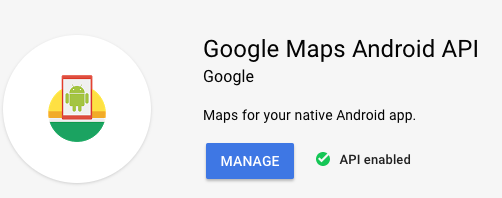 Google Maps Android API
Google
Maps for your native Android app.
MANAGE
API enabled